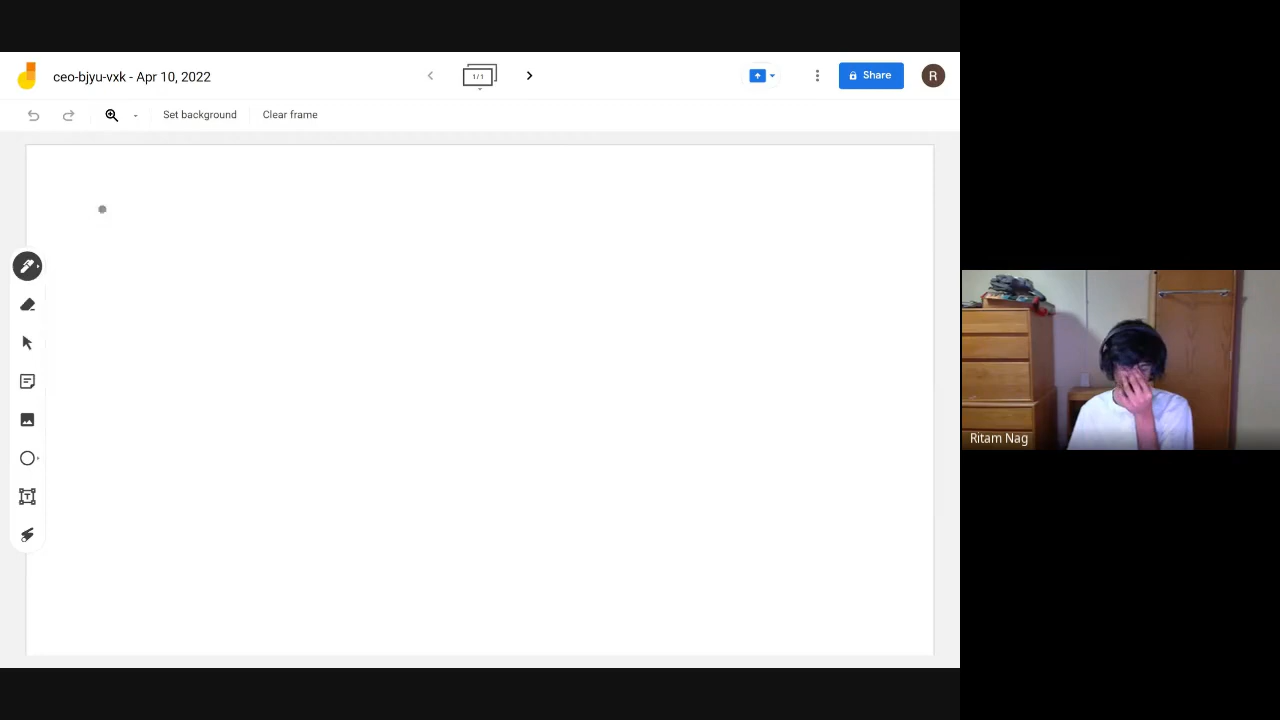 ceo-bjyu-vxk - Apr 10, 2022
1/1
Share
R
Set background
Clear frame
Ritam Nag